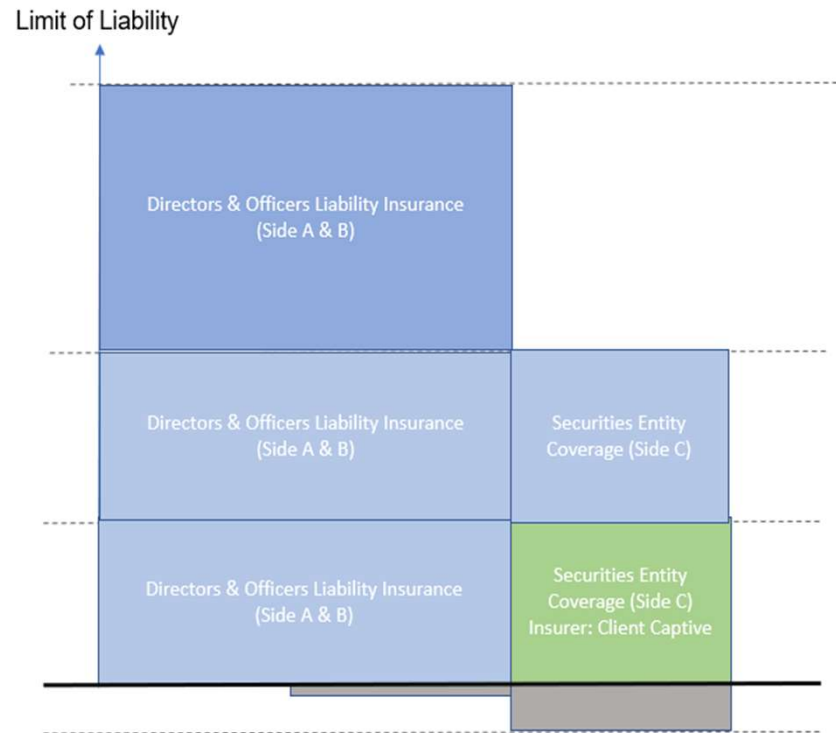 Limit of Liability
Directors & Officers Liability Insurance
(Side A & B)
Directors & Officers Liability Insurance
(Side A & B)
Securities Entity
Coverage (Side C)
Directors & Officers Liability Insurance
(Side A & B)
Securities Entity
Coverage (Side C)
Insurer: Client Captive